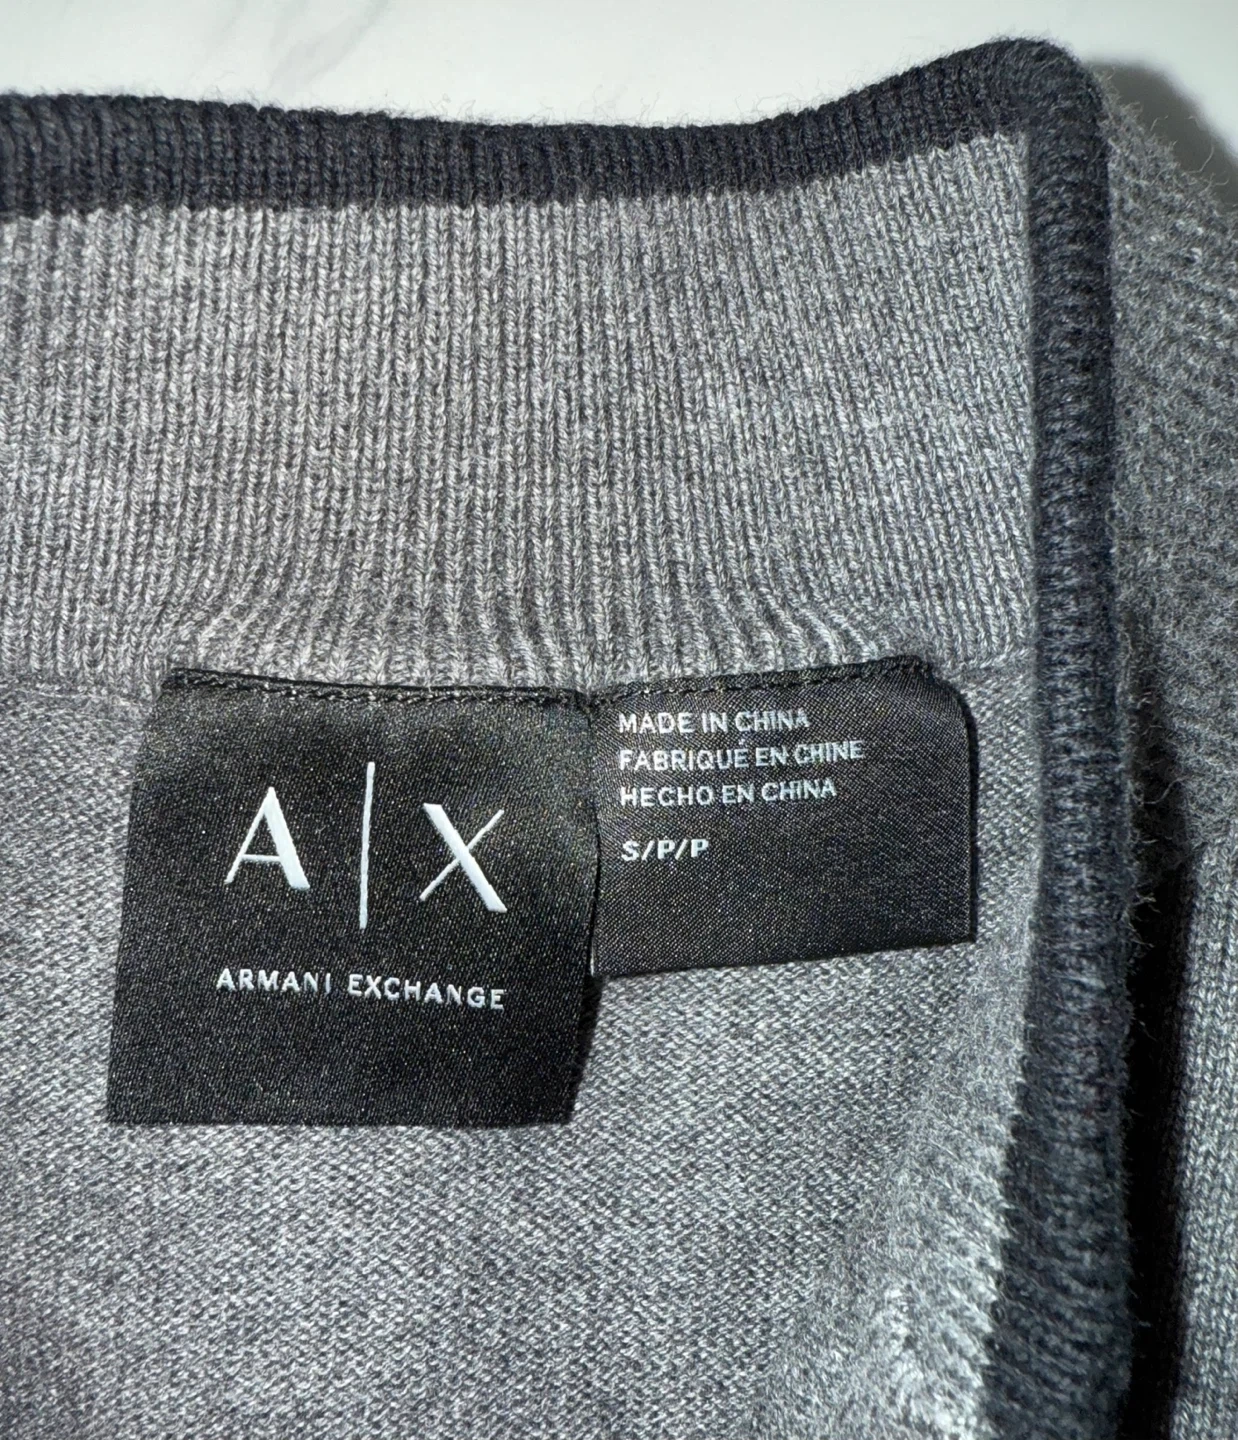 A|X
ARMANI EXCHANGE
MADE IN CHINA
FABRIQUE EN CHINE
HECHO EN CHINA
S/P/P